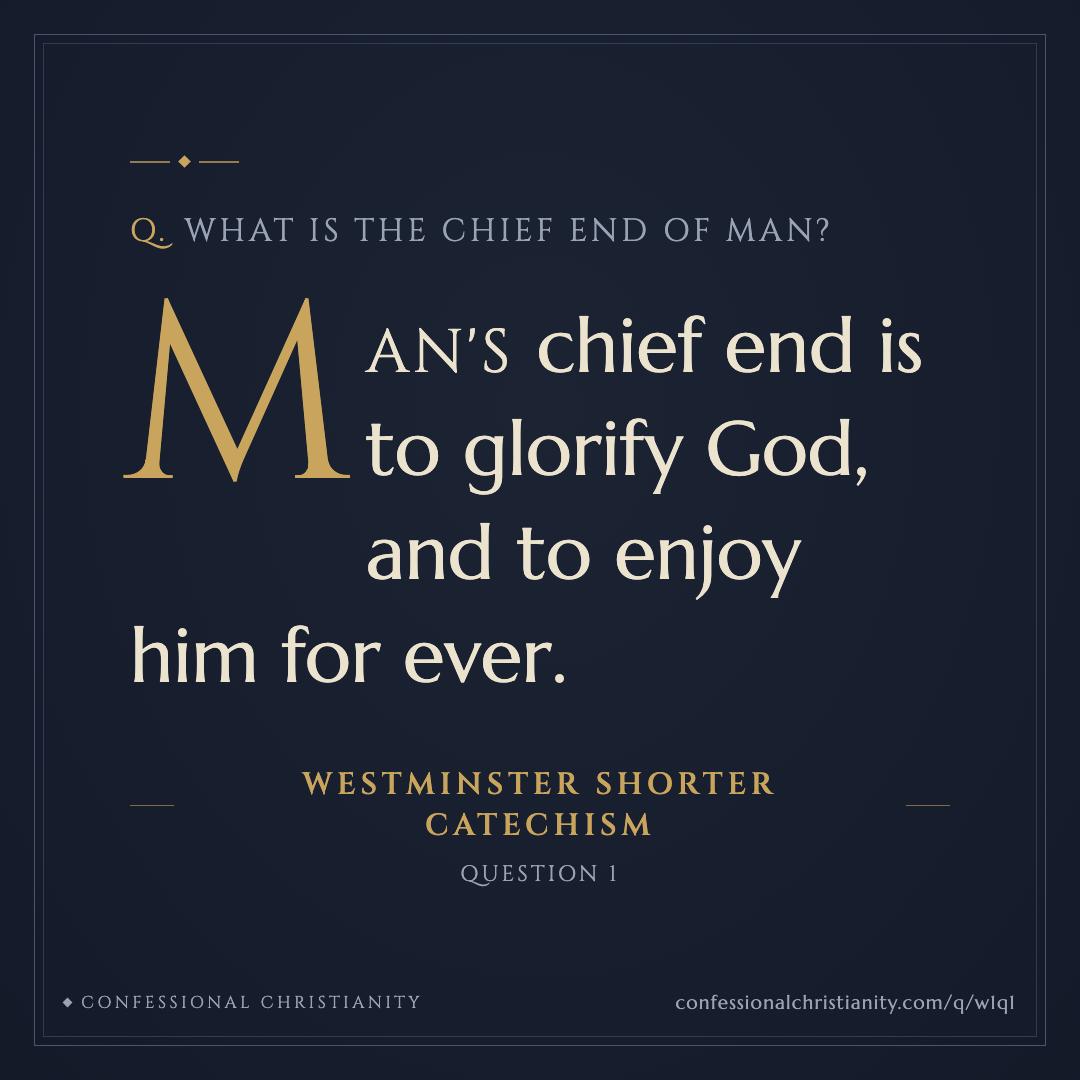 Q. WHAT IS THE CHIEF END OF MAN?
MAN'S chief end is
to glorify God,
and to enjoy
him for ever.
WESTMINSTER SHORTER
CATECHISM
QUESTION 1
CONFESSIONAL CHRISTIANITY
confessionalchristianity.com/q/w1q1